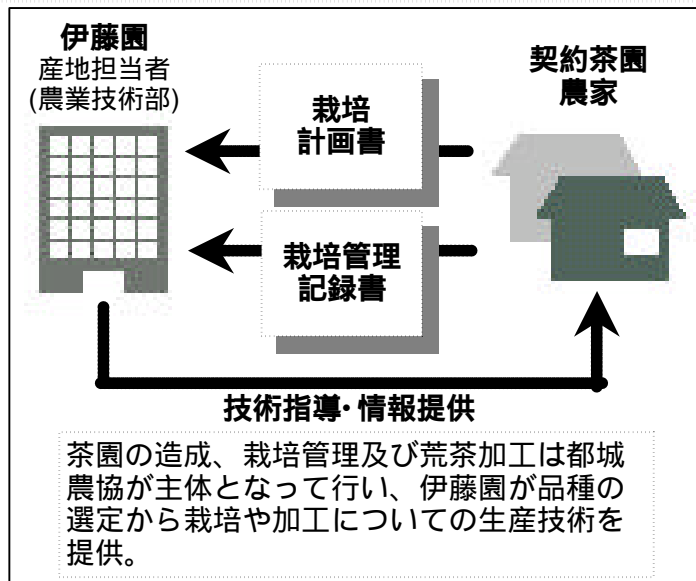 伊藤園
産地担当者
(農業技術部)
契約茶園
農家
栽培
計画書
栽培管理
記録書
技術指導・情報提供
茶園の造成、栽培管理及び荒茶加工は都城
農協が主体となって行い、伊藤園が品種の
選定から栽培や加工についての生産技術を
提供。